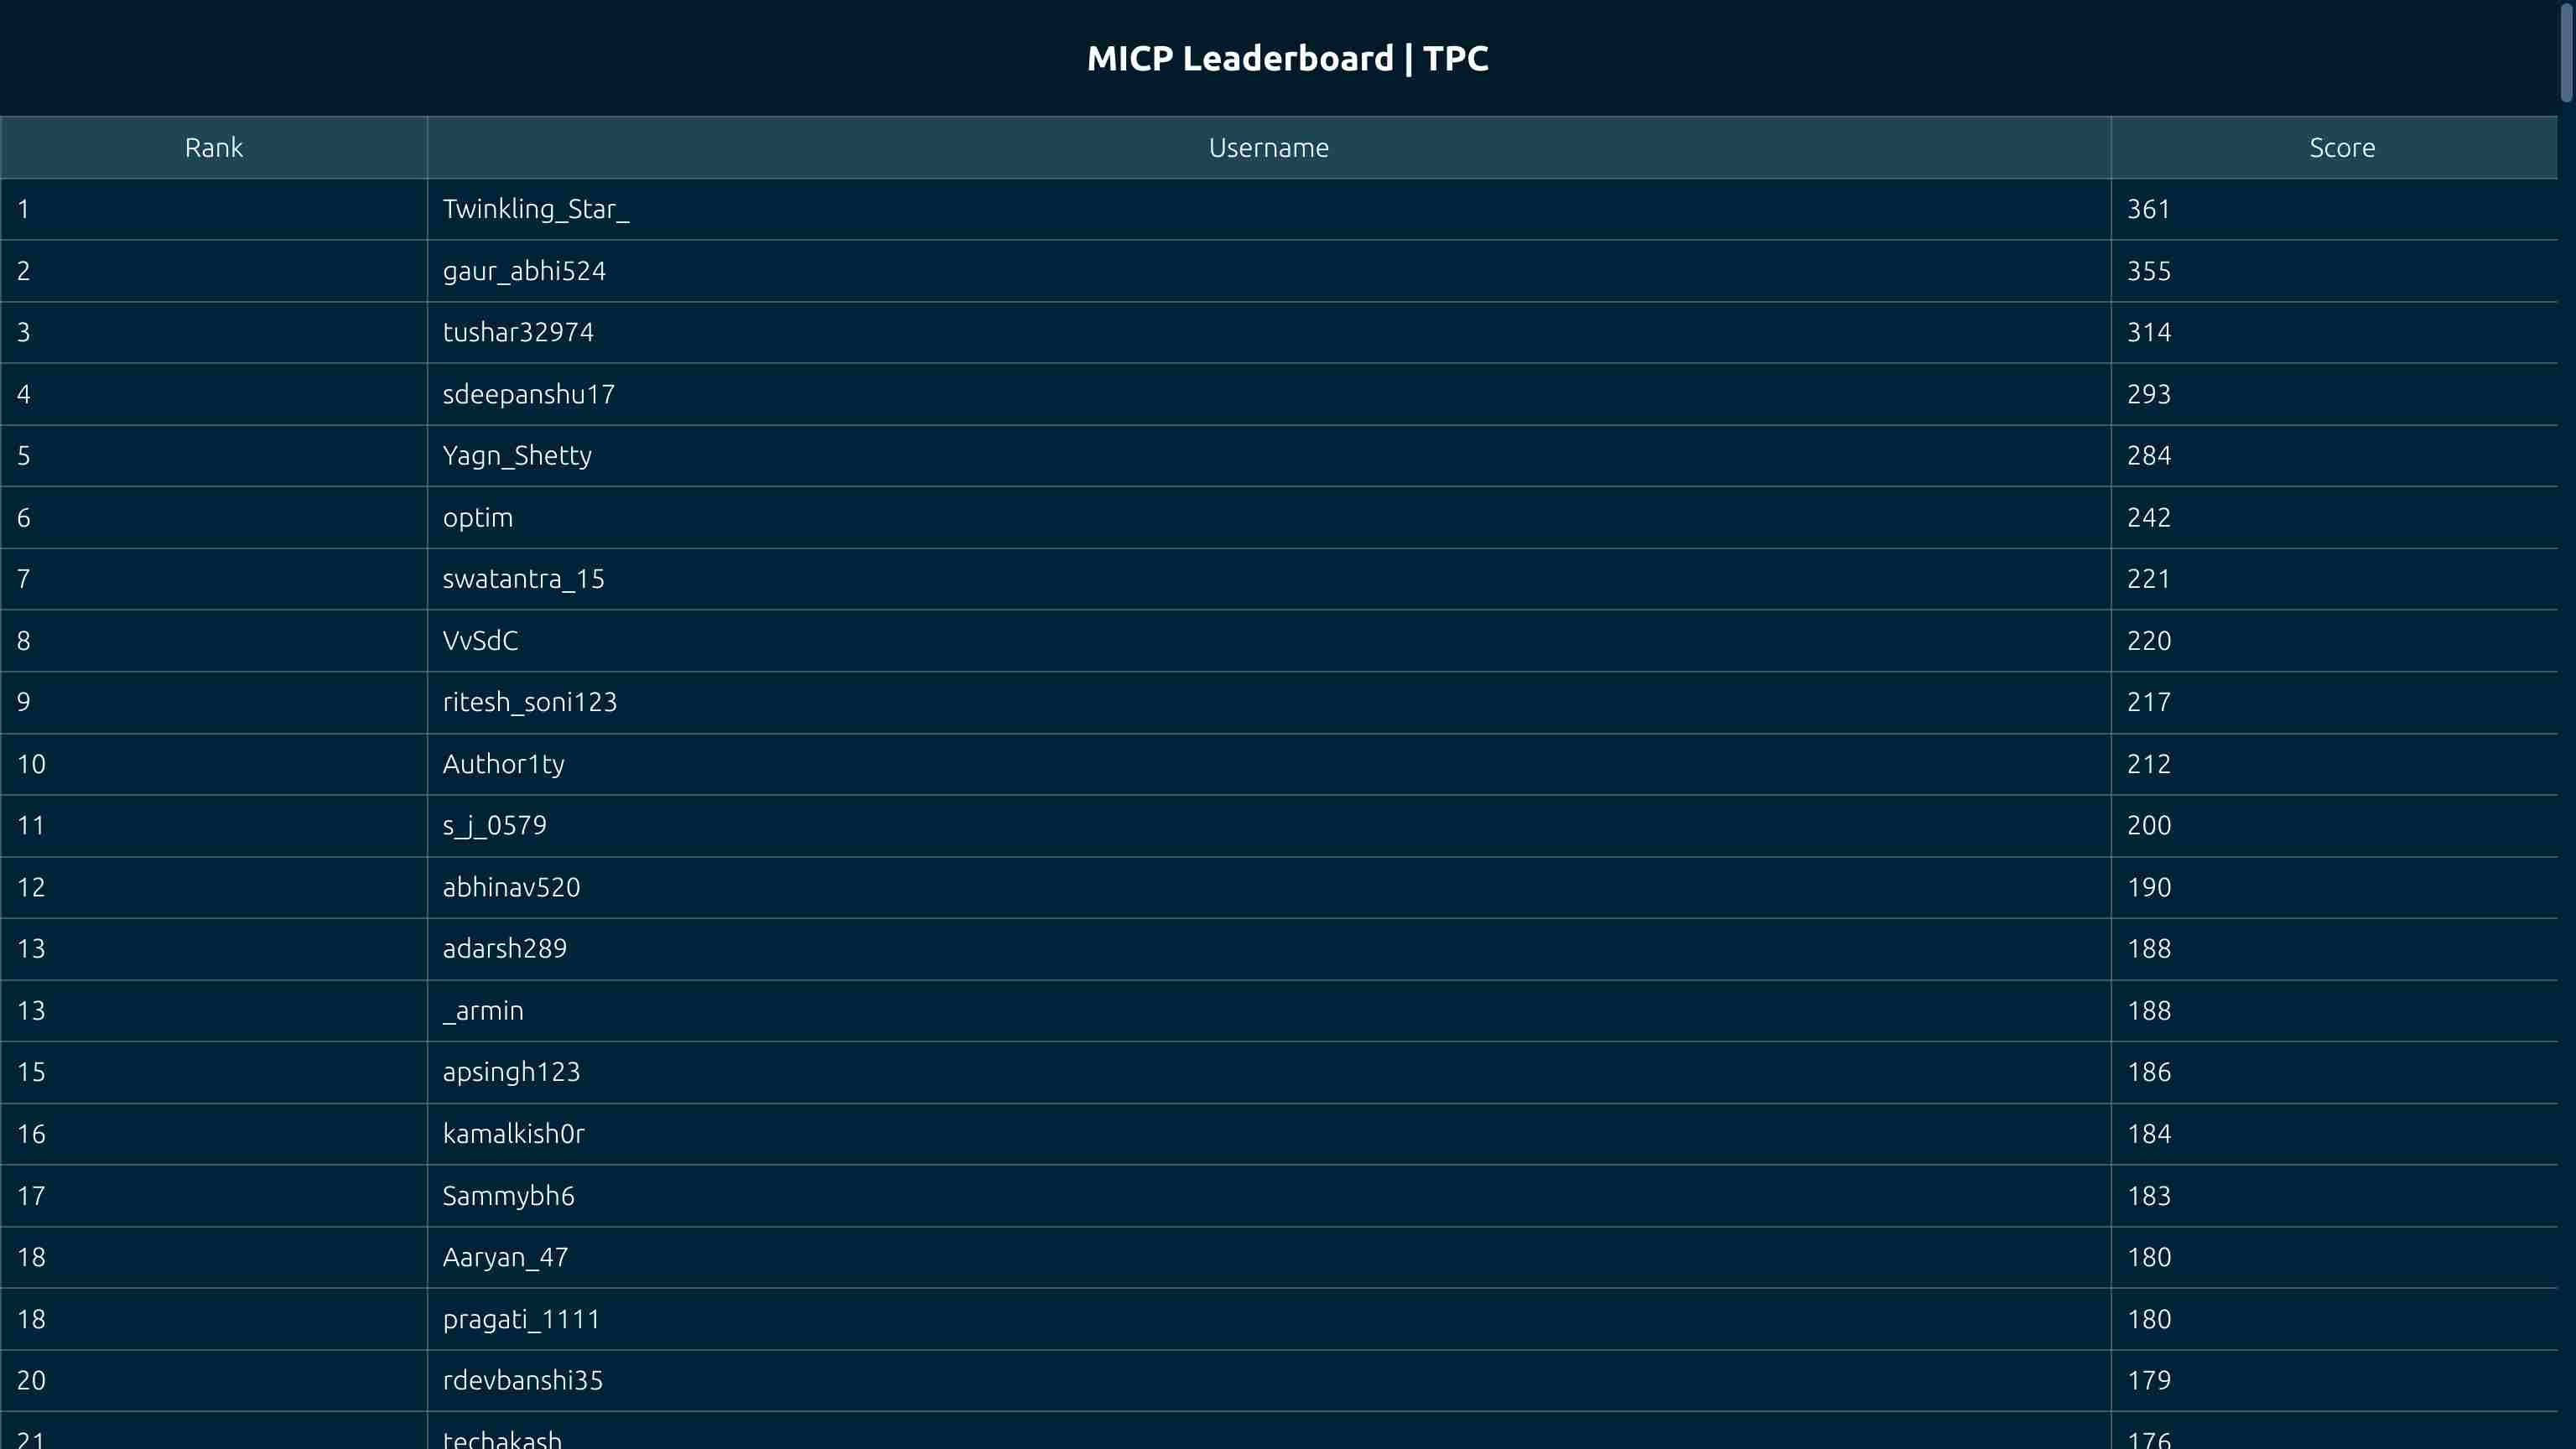 MICP Leaderboard | TPC
Rank Username Score
1 Twinkling_Star_ 361
2 gaur_abhi524 355
3 tushar32974 314
4 sdeepanshu17 293
5 Yagn_Shetty 284
6 optim 242
7 swatantra_15 221
8 VvSdC 220
9 ritesh_soni123 217
10 Author1ty 212
11 s_j_0579 200
12 abhinav520 190
13 adarsh289 188
13 _armin 188
15 apsingh123 186
16 kamalkish0r 184
17 Sammybh6 183
18 Aaryan_47 180
18 pragati_1111 180
20 rdevbanshi35 179
21 techakash 176